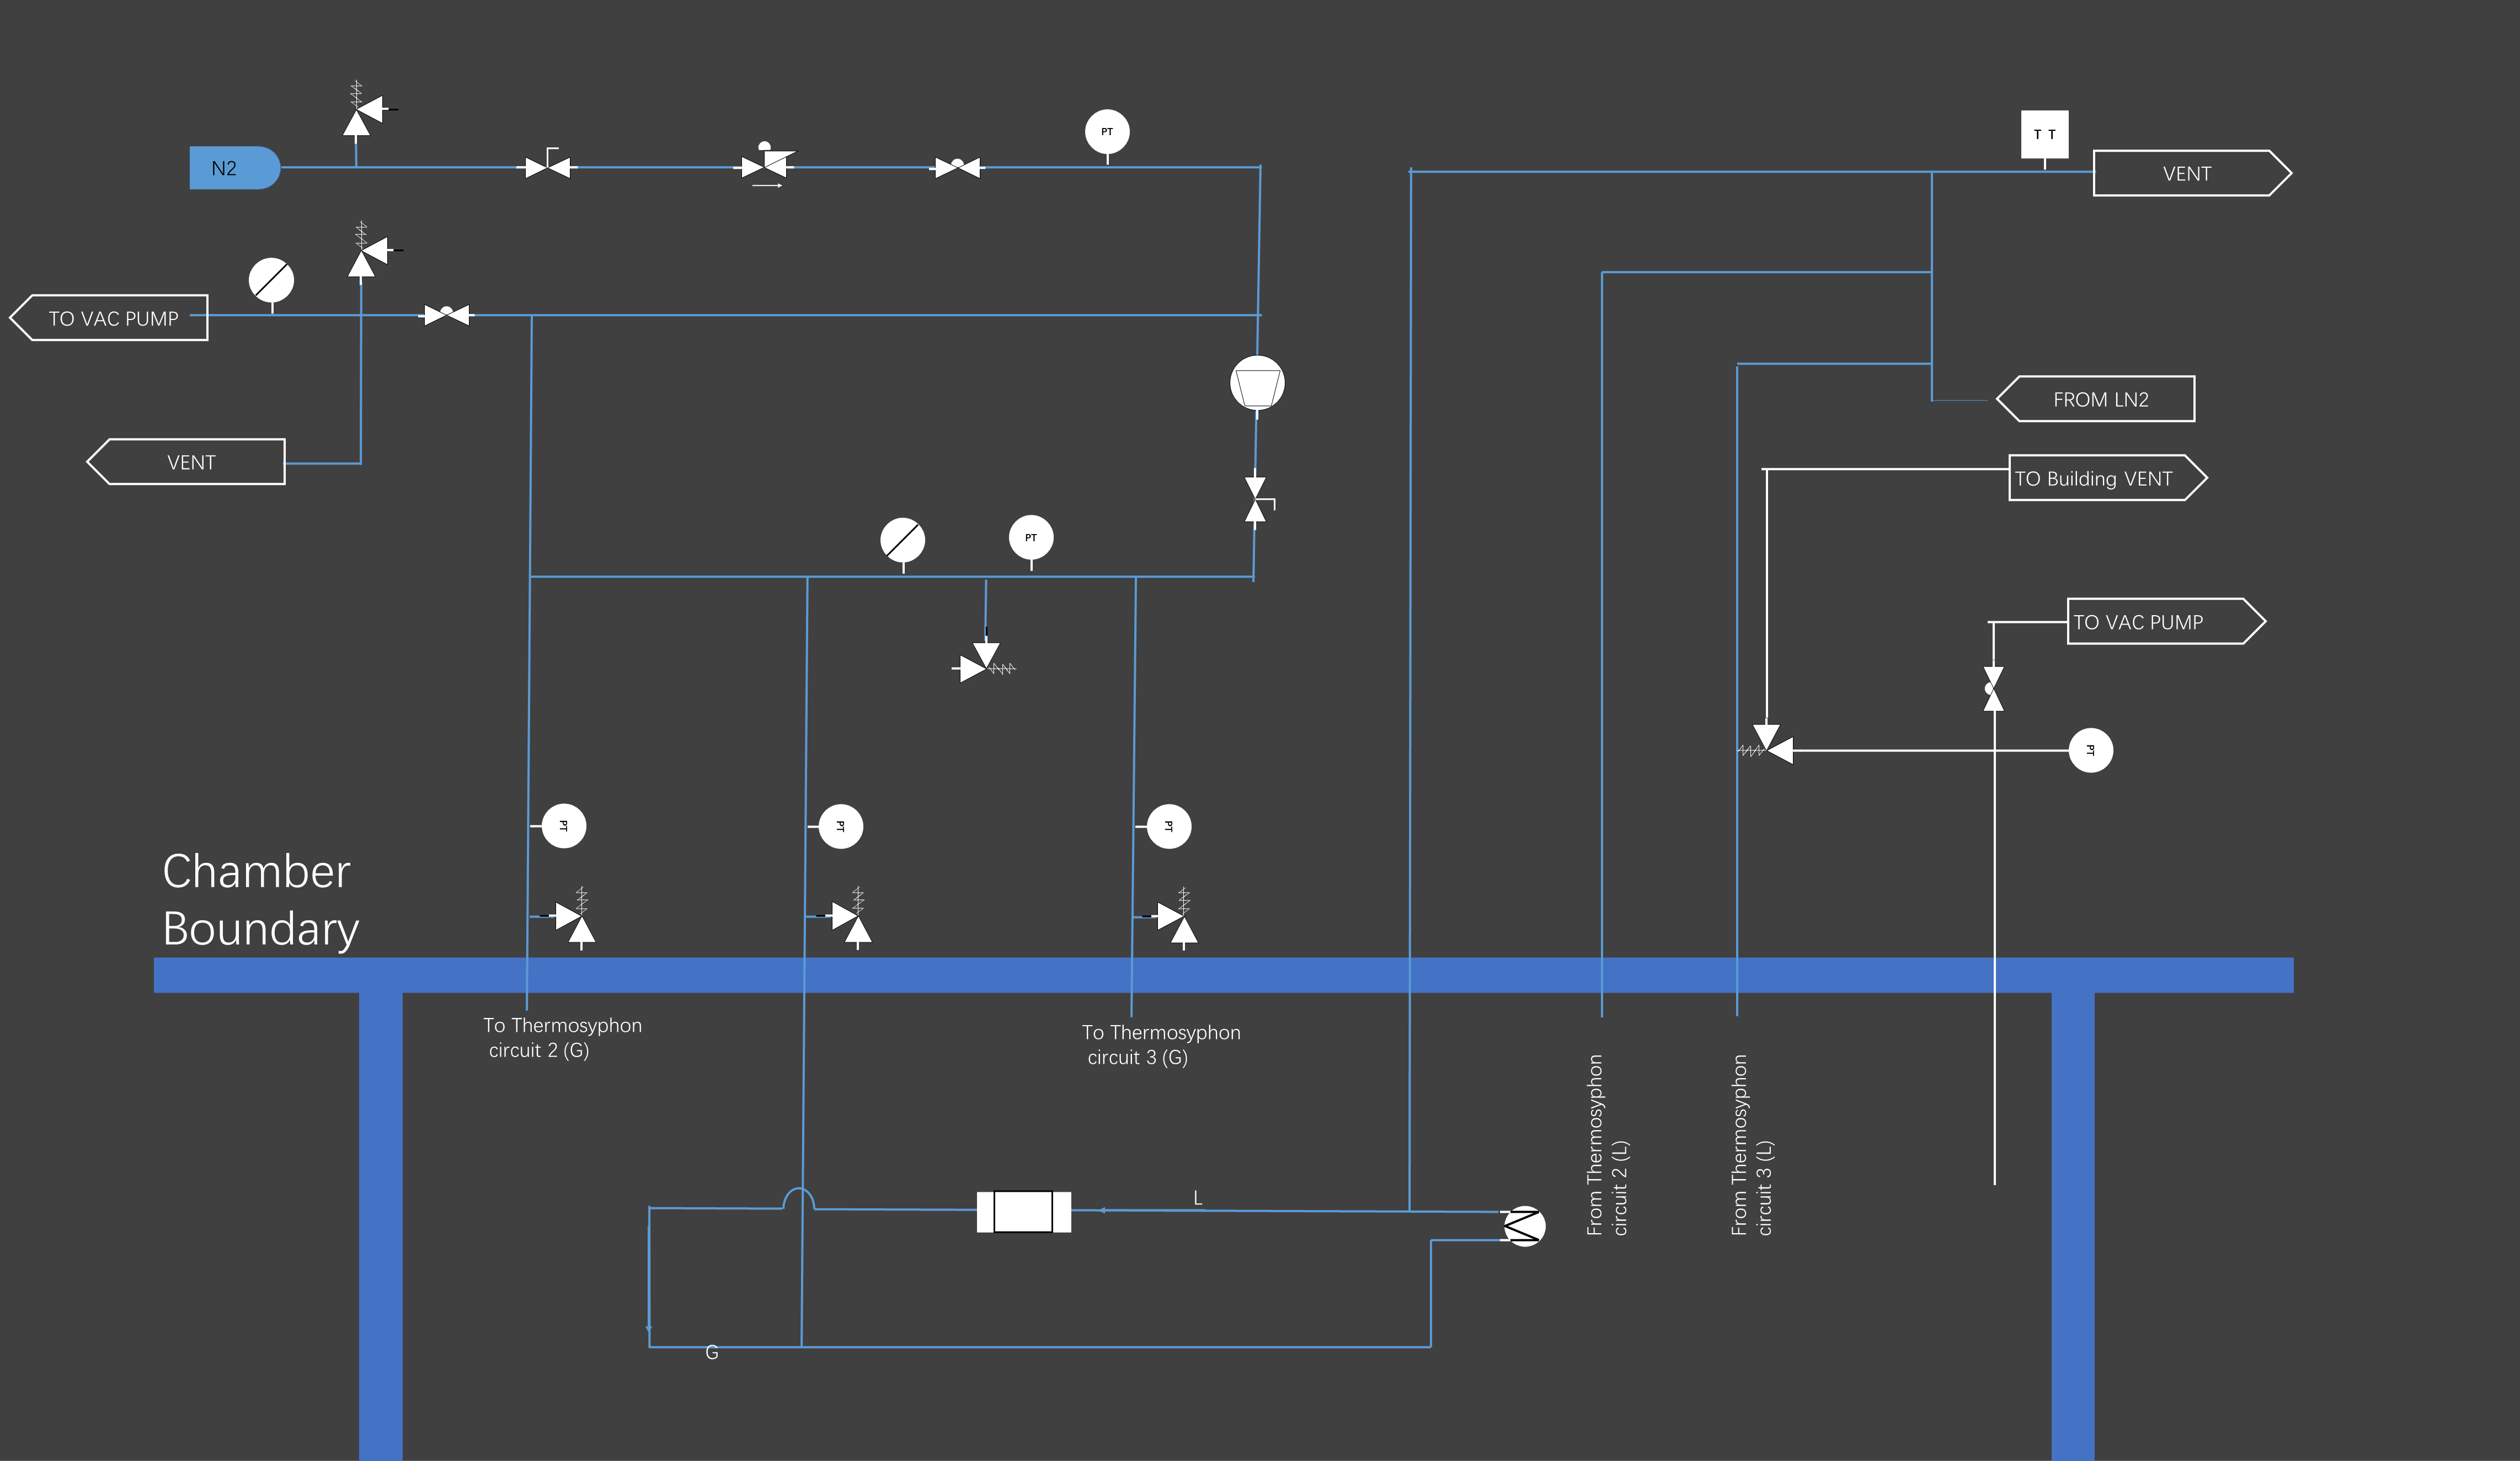 PT
T T
N2
VENT
TO VAC PUMP
FROM LN2
VENT
TO Building VENT
PT
TO VAC PUMP
PT
PT
PT
PT
Chamber
Boundary
To Thermosyphon
circuit 2 (G)
To Thermosyphon
circuit 3 (G)
From Thermosyphon
circuit 2 (L)
From Thermosyphon
circuit 3 (L)
L
G